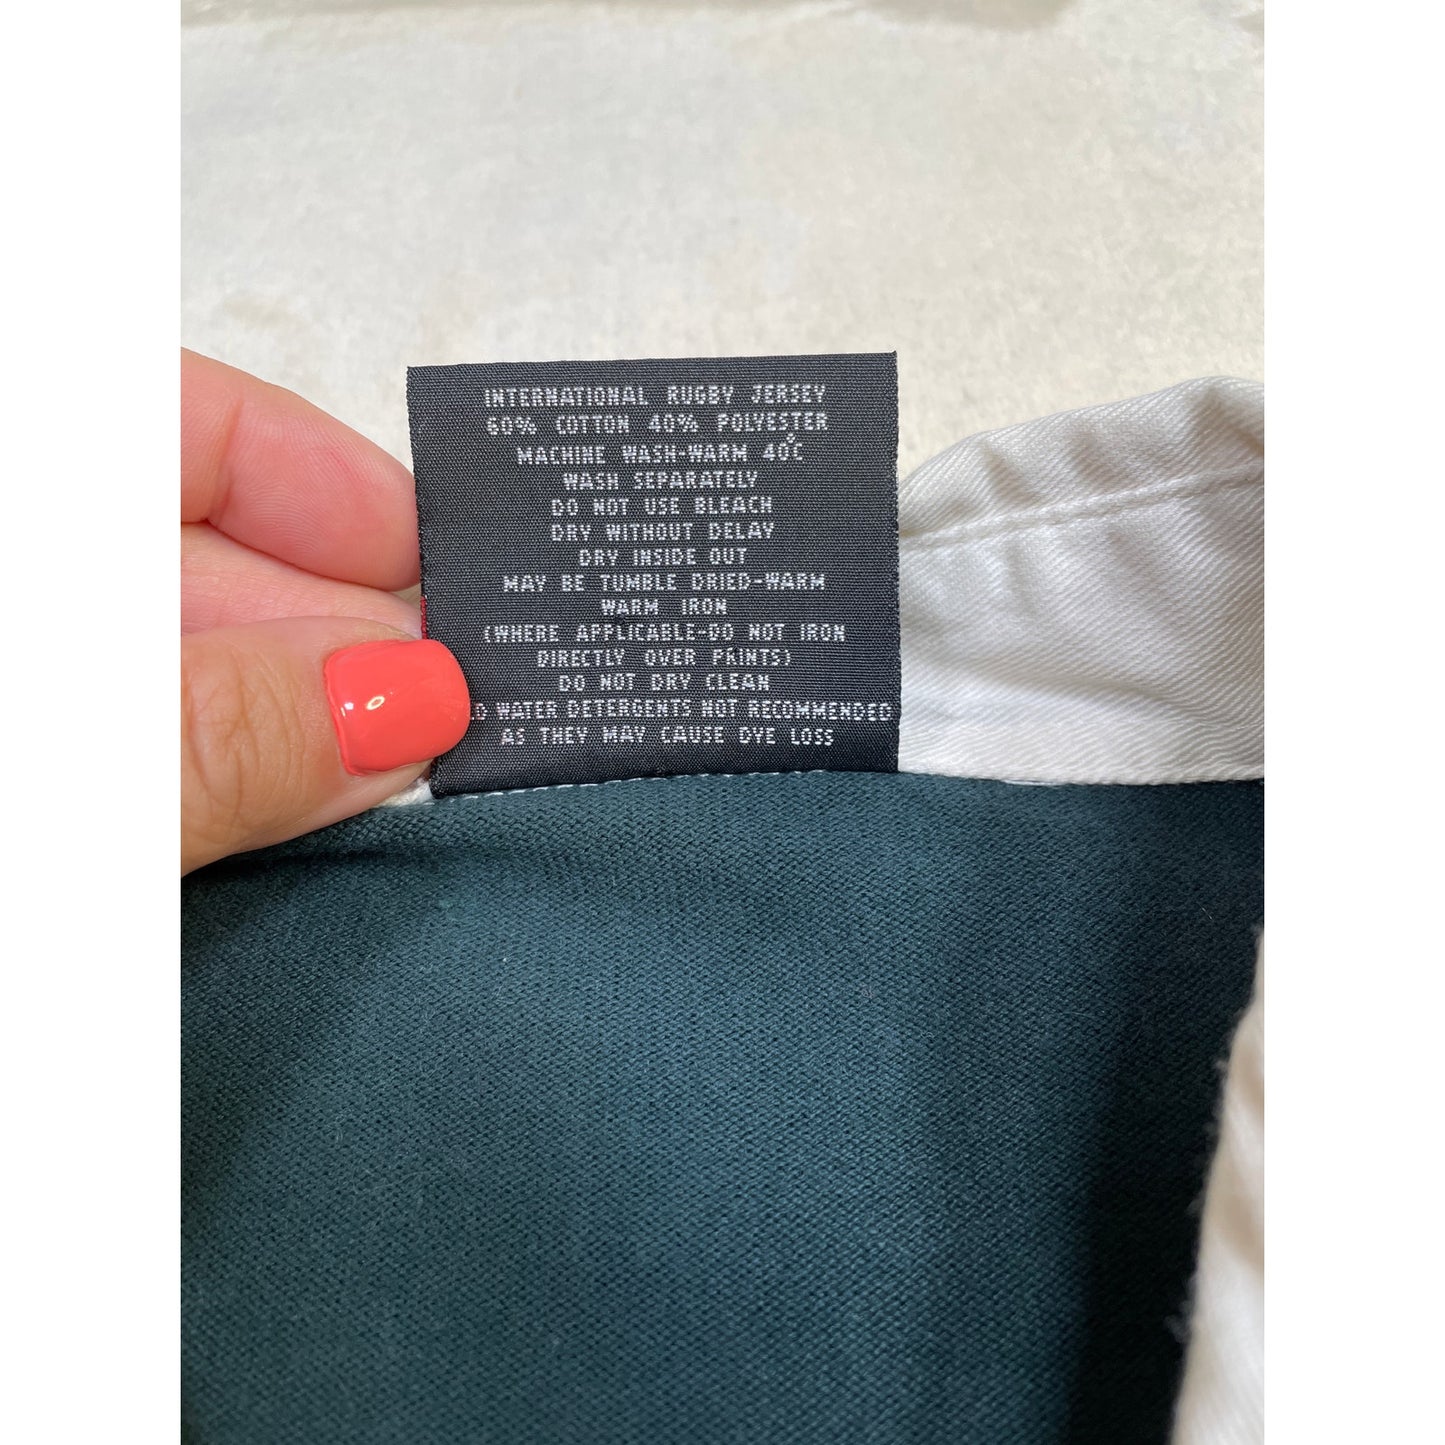 INTERNATIONAL RUGBY JERSEY
60% COTTON 40% POLYESTER
MACHINE WASH-WARM 40°C
WASH SEPARATELY
DO NOT USE BLEACH
DRY WITHOUT DELAY
DRY INSIDE OUT
MAY BE TUMBLE DRIED-WARM
WARM IRON
(WHERE APPLICABLE-DO NOT IRON
DIRECTLY OVER PRINTS)
DO NOT DRY CLEAN
WATER DETERGENTS NOT RECOMMENDED
AS THEY MAY CAUSE DYE LOSS